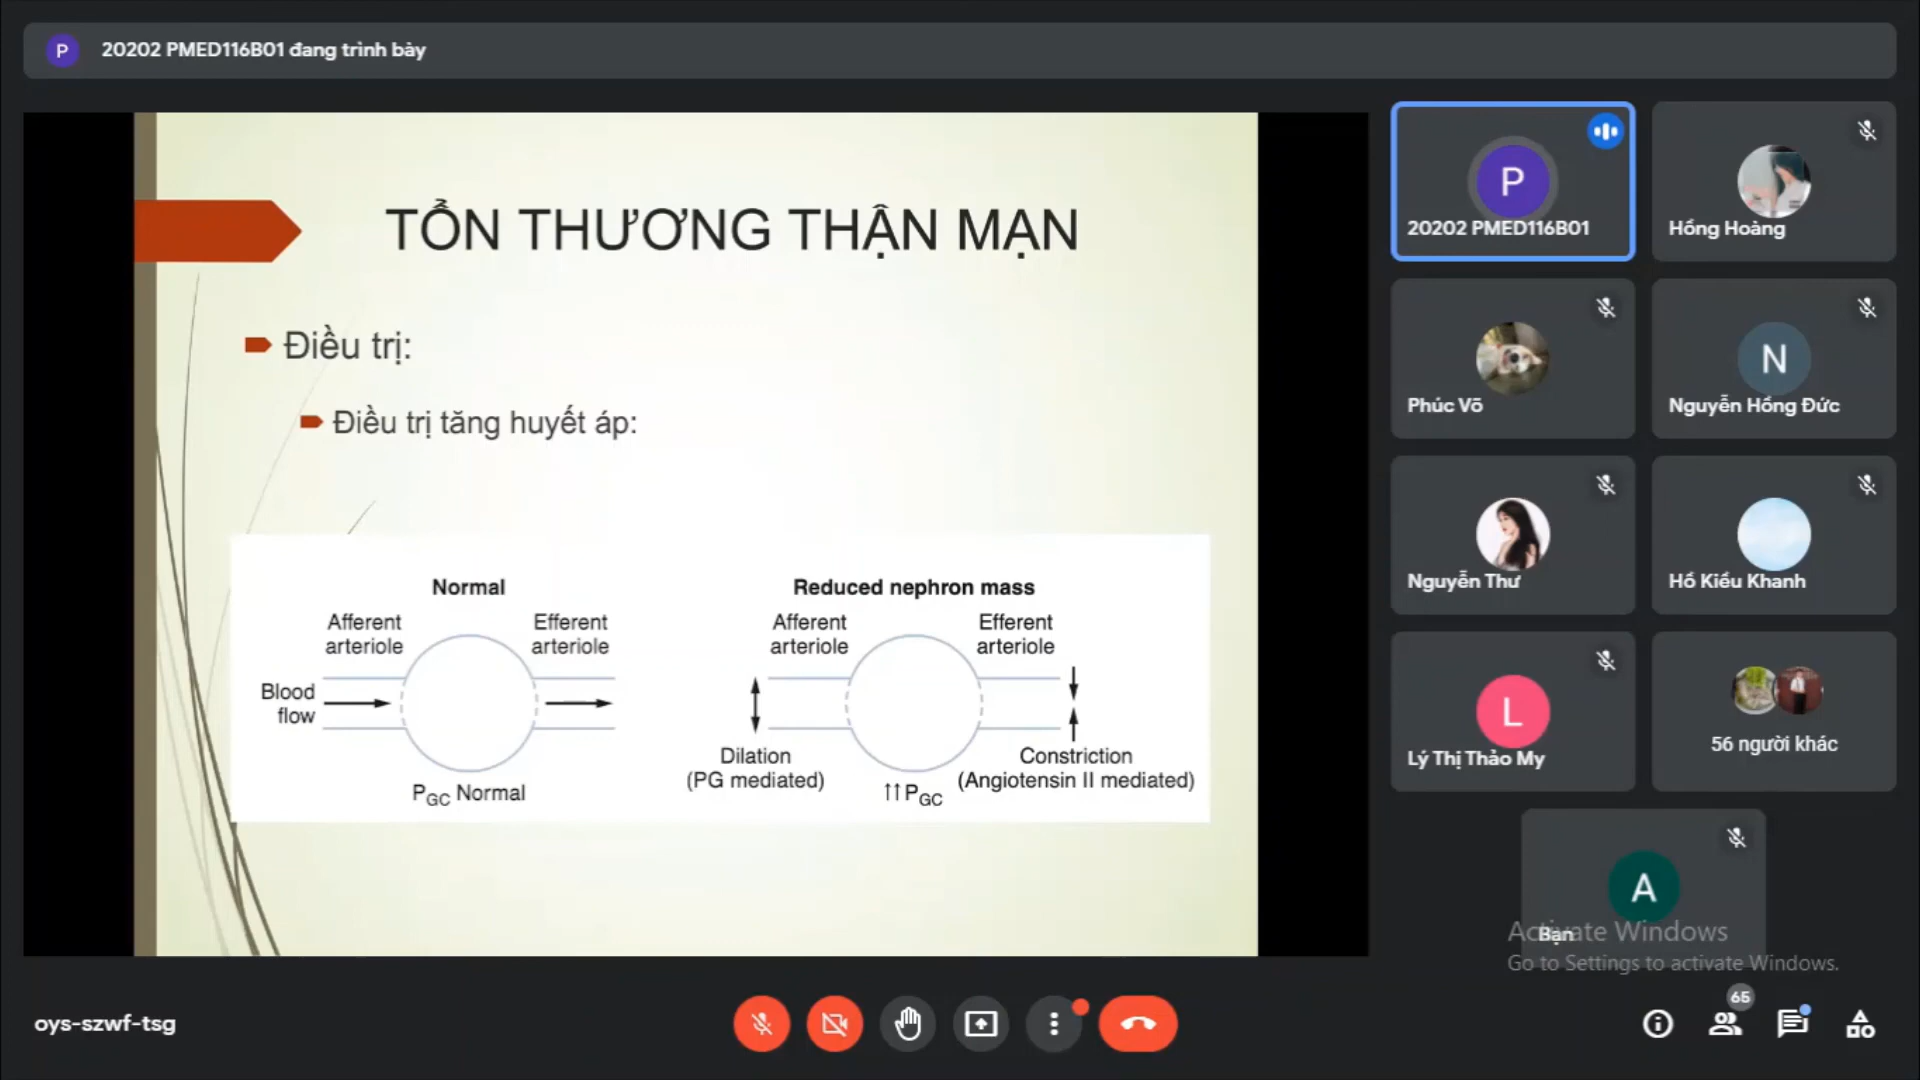 P 20202 PMED116B01 đang trình bày
TỔN THƯƠNG THẬN MẠN
Điều trị:
Điều trị tăng huyết áp:
Normal
Afferent arteriole
Efferent arteriole
Blood flow
PGC Normal
Reduced nephron mass
Afferent arteriole
Efferent arteriole
Dilation
(PG mediated)
↑↑PGC
Constriction
(Angiotensin II mediated)
P
20202 PMED116B01
Hồng Hoàng
Phúc Võ
N
Nguyễn Hồng Đức
Nguyễn Thư
Hồ Kiều Khanh
L
Lý Thị Thảo My
56 người khác
A
Bạn
Activate Windows
Go to Settings to activate Windows.
oys-szwf-tsg
65